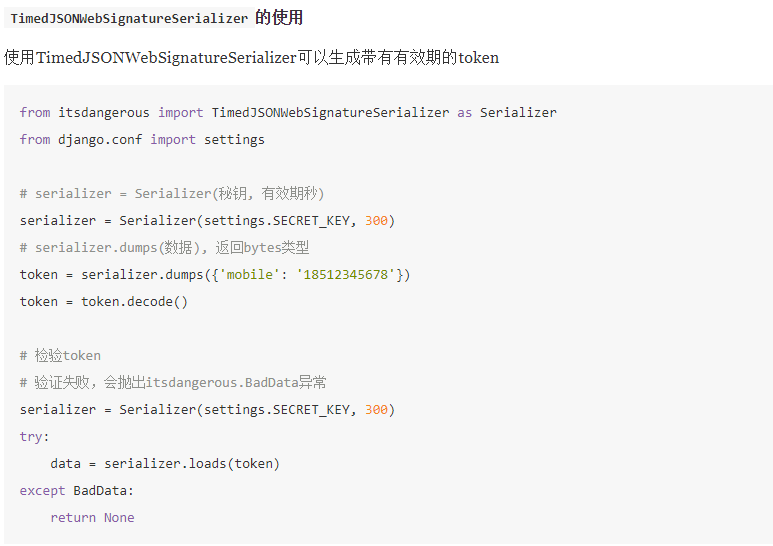 TimedJSONWebSignatureSerializer 的使用
使用TimedJSONWebSignatureSerializer可以生成带有有效期的token
from itsdangerous import TimedJSONWebSignatureSerializer as Serializer
from django.conf import settings
# serializer = Serializer(秘钥, 有效期秒)
serializer = Serializer(settings.SECRET_KEY, 300)
# serializer.dumps(数据), 返回bytes类型
token = serializer.dumps({'mobile': '18512345678'})
token = token.decode()
# 检验token
# 验证失败，会抛出itsdangerous.BadData异常
serializer = Serializer(settings.SECRET_KEY, 300)
try:
    data = serializer.loads(token)
except BadData:
    return None